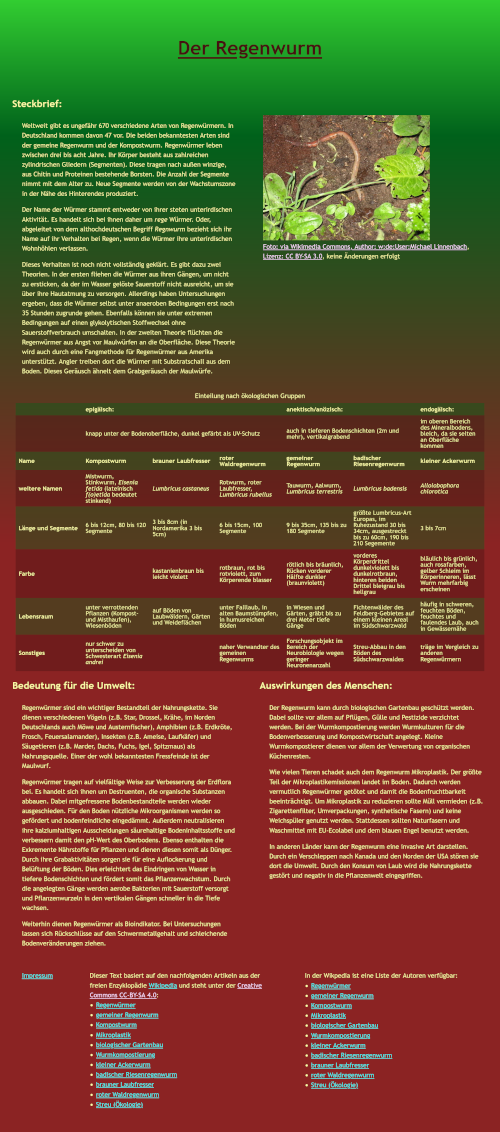 Der Regenwurm
Steckbrief:
Weltweit gibt es ungefähr 670 verschiedene Arten von Regenwürmern. In
Deutschland kommen davon 47 vor. Die beiden bekanntesten Arten sind
der gemeine Regenwurm und der Kompostwurm. Regenwürmer leben
zwischen drei bis acht Jahre. Ihr Körper besteht aus zahlreichen
zylindrischen Gliedern (Segmenten). Diese tragen nach außen winzige,
aus Chitin und Proteinen bestehende Borsten. Die Anzahl der Segmente
nimmt mit dem Alter zu. Neue Segmente werden von der Wachstumszone
in der Nähe des Hinterendes produziert.
Der Name der Würmer stammt entweder von ihrer steten unterirdischen
Aktivität. Es handelt sich bei ihnen daher um rege Würmer. Oder,
abgeleitet von dem althochdeutschen Begriff Regnwurm bezieht sich ihr
Name auf ihr Verhalten bei Regen, wenn die Würmer ihre unterirdischen
Wohnhöhlen verlassen.
Dieses Verhalten ist noch nicht vollständig geklärt. Es gibt dazu zwei
Theorien. In der ersten fliehen die Würmer aus ihren Gängen, um nicht
zu ersticken, da der im Wasser gelöste Sauerstoff nicht ausreicht, um sie
über ihre Hautatmung zu versorgen. Allerdings haben Untersuchungen
ergeben, dass die Würmer selbst unter anaeroben Bedingungen erst nach
35 Stunden zugrunde gehen. Ebenfalls können sie unter extremen
Bedingungen auf einen glykolytischen Stoffwechsel ohne
Sauerstoffverbrauch umschalten. In der zweiten Theorie flüchten die
Regenwürmer aus Angst vor Maulwürfen an die Oberfläche. Diese Theorie
wird auch durch eine Fangmethode für Regenwürmer aus Amerika
unterstützt. Angler treiben dort die Würmer mit Substratschall aus dem
Boden. Dieses Geräusch ähnelt dem Grabgeräusch der Maulwürfe.
Foto: via Wikimedia Commons, Author: w:de:User:Michael Linnenbach,
Lizenz: CC BY-SA 3.0, keine Änderungen erfolgt
Einteilung nach ökologischen Gruppen
epigäisch: anektisch/anözisch: endogäisch:
knapp unter der Bodenoberfläche, dunkel gefärbt als UV-Schutz
auch in tieferen Bodenschichten (2m und
mehr), vertikalgrabend
in oberen Bereich
des Mineralbodens,
bleich, da sie selten
an Oberfläche
kommen
Name
Kompostwurm
brauner Laubfresser
roter
Waldregenwurm
gemeiner
Regenwurm
badischer
Riesenregenwurm
kleiner Ackerwurm
weitere Namen
Mistwurm,
Stinkwurm, Eisenia
fetida (lateinisch
f(o)etida bedeutet
stinkend)
Lumbricus castaneus
Rotwurm, roter
Laubfresser,
Lumbricus rubellus
Tauwurm, Aalwurm,
Lumbricus terrestris
Lumbricus badensis
Allolobophora
chlorotica
Länge und Segmente
6 bis 12cm, 80 bis 120
Segmente
3 bis 8cm (in
Nordamerika 3 bis
5cm)
6 bis 15cm, 100
Segmente
9 bis 35cm, 135 bis zu
180 Segmente
größte Lumbricus-Art
Europas, im
Ruhezustand 30 bis
34cm, ausgestreckt
bis zu 60cm, 190 bis
210 Segemente
3 bis 7cm
Farbe
kastanienbraun bis
leicht violett
rotbraun, rot bis
rotviolett, zum
Körperende blasser
rötlich bis bräunlich,
Rücken vorderer
Hälfte dunkler
(braunviolett)
vorderes
Körperdrittel
dunkelviolett bis
dunkelrotbraun,
hinteren beiden
Drittel bleigrau bis
hellgrau
bläulich bis grünlich,
auch rosafarben,
gelber Schleim im
Körperinneren, lässt
Wurm mehrfarbig
erscheinen
Lebensraum
unter verrottenden
Pflanzen (Kompost-
und Misthaufen),
Wiesenböden
auf Böden von
Laubwäldern, Gärten
und Weideflächen
unter Falllaub, in
alten Baumstümpfen,
in humusreichen
Böden
in Wiesen und
Gärten, gräbt bis zu
drei Meter tiefe
Gänge
Fichtenwälder des
Feldberg-Gebietes auf
einem kleinen Areal
im Südschwarzwald
häufig in schweren,
feuchten Böden,
feuchtes und
faulendes Laub, auch
in Gewässernähe
Sonstiges
nur schwer zu
unterscheiden von
Schwesterart Eisenia
andrei
naher Verwandter des
gemeinen
Regenwurms
Forschungsobjekt im
Bereich der
Neurobiologie wegen
geringer
Neuronenanzahl
Streu-Abbau in den
Böden des
Südschwarzwaldes
träge im Vergleich zu
anderen
Regenwürmern
Bedeutung für die Umwelt:
Regenwürmer sind ein wichtiger Bestandteil der Nahrungskette. Sie
dienen verschiedenen Vögeln (z.B. Star, Drossel, Krähe, im Norden
Deutschlands auch Möwe und Austernfischer), Amphibien (z.B. Erdkröte,
Frosch, Feuersalamander), Insekten (z.B. Ameise, Laufkäfer) und
Säugetieren (z.B. Marder, Dachs, Fuchs, Igel, Spitzmaus) als
Nahrungsquelle. Einer der wohl bekanntesten Fressfeinde ist der
Maulwurf.
Regenwürmer tragen auf vielfältige Weise zur Verbesserung der Erdflora
bei. Es handelt sich ihnen um Destruenten, die organische Substanzen
abbauen. Dabei mitgefressene Bodenbestandteile werden wieder
ausgeschieden. Für den Boden nützliche Mikroorganismen werden so
gefördert und bodenfeindliche eingedämmt. Außerdem neutralisieren
ihre kalziumhaltigen Ausscheidungen säurehaltige Bodeninhaltsstoffe und
verbessern damit den pH-Wert des Oberbodens. Ebenso enthalten die
Exkremente Nährstoffe für Pflanzen und dienen diesen somit als Dünger.
Durch ihre Grabaktivitäten sorgen sie für eine Auflockerung und
Belüftung der Böden. Dies erleichtert das Eindringen von Wasser in
tiefere Bodenschichten und fördert somit das Pflanzenwachstum. Durch
die angelegten Gänge werden aerobe Bakterien mit Sauerstoff versorgt
und Pflanzenwurzeln in den vertikalen Gängen schneller in die Tiefe
wachsen.
Weiterhin dienen Regenwürmer als Bioindikator. Bei Untersuchungen
lassen sich Rückschlüsse auf den Schwermetallgehalt und schleichende
Bodenveränderungen ziehen.
Auswirkungen des Menschen:
Der Regenwurm kann durch biologischen Gartenbau geschützt werden.
Dabei sollte vor allem auf Pflügen, Gülle und Pestizide verzichtet
werden. Bei der Wurmkompostierung werden Wurmkulturen für die
Bodenverbesserung und Kompostwirtschaft angelegt. Kleine
Wurmkompostierer dienen vor allem der Verwertung von organischen
Küchenresten.
Wie vielen Tieren schadet auch dem Regenwurm Mikroplastik. Der größte
Teil der Mikroplastikemissionen landet im Boden. Dadurch werden
vermutlich Regenwürmer getötet und damit die Bodenfruchtbarkeit
beeinträchtigt. Um Mikroplastik zu reduzieren sollte Müll vermieden (z.B.
Zigarettenfilter, Umverpackungen, synthetische Fasern) und keine
Weichspüler genutzt werden. Stattdessen sollten Naturfasern und
Waschmittel mit EU-Ecolabel und dem blauen Engel benutzt werden.
In anderen Länder kann der Regenwurm eine invasive Art darstellen.
Durch ein Verschleppen nach Kanada und den Norden der USA stören sie
dort die Umwelt. Durch den Konsum von Laub wird die Nahrungskette
gestört und negativ in die Pflanzenwelt eingegriffen.
Impressum
Dieser Text basiert auf den nachfolgenden Artikeln aus der
freien Enzyklopädie Wikipedia und steht unter der Creative
Commons CC-BY-SA 4.0:
• Regenwürmer
• gemeiner Regenwurm
• Kompostwurm
• Mikroplastik
• biologischer Gartenbau
• Wurmkompostierung
• kleiner Ackerwurm
• badischer Riesenregenwurm
• brauner Laubfresser
• roter Waldregenwurm
• Streu (Ökologie)
In der Wikpedia ist eine Liste der Autoren verfügbar:
• Regenwürmer
• gemeiner Regenwurm
• Kompostwurm
• Mikroplastik
• biologischer Gartenbau
• Wurmkompostierung
• kleiner Ackerwurm
• badischer Riesenregenwurm
• brauner Laubfresser
• roter Waldregenwurm
• Streu (Ökologie)